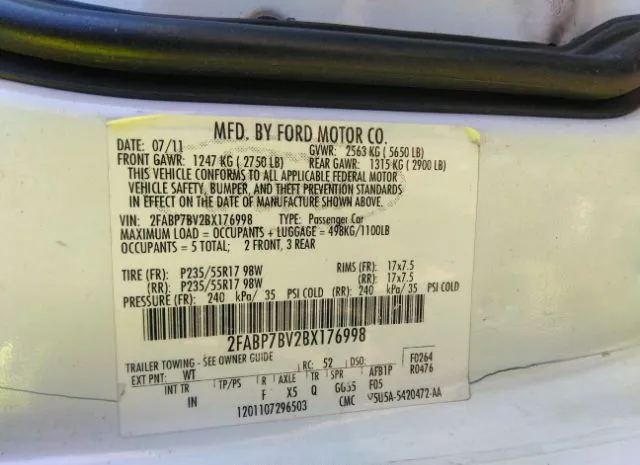 MFD. BY FORD MOTOR CO.
DATE: 07/11 GVWR: 2563 KG ( 5650 LB)
FRONT GAWR: 1247 KG ( 2750 LB) REAR GAWR: 1315 KG ( 2900 LB)
THIS VEHICLE CONFORMS TO ALL APPLICABLE FEDERAL MOTOR
VEHICLE SAFETY, BUMPER, AND THEFT PREVENTION STANDARDS
IN EFFECT ON THE DATE OF MANUFACTURE SHOWN ABOVE.
VIN: 2FABP7BV2BX176998 TYPE: Passenger Car
MAXIMUM LOAD = OCCUPANTS + LUGGAGE = 498KG/1100LB
OCCUPANTS = 5 TOTAL; 2 FRONT, 3 REAR
TIRE (FR): P235/55R17 98W RIMS (FR): 17x7.5
(RR): P235/55R17 98W (RR): 17x7.5
PRESSURE (FR): 240 kPa/ 35 PSI COLD (RR): 240 kPa/ 35 PSI COLD
2FABP7BV2BX176998
TRAILER TOWING - SEE OWNER GUIDE
EXT PNT: WT RC: 52 DSO: F0264
INT TR TP/PS R AXLE TR SPR AFB1P R0476
IN F X5 Q GG55 F05
1201107296503 CMC 5U5A-5420472-AA